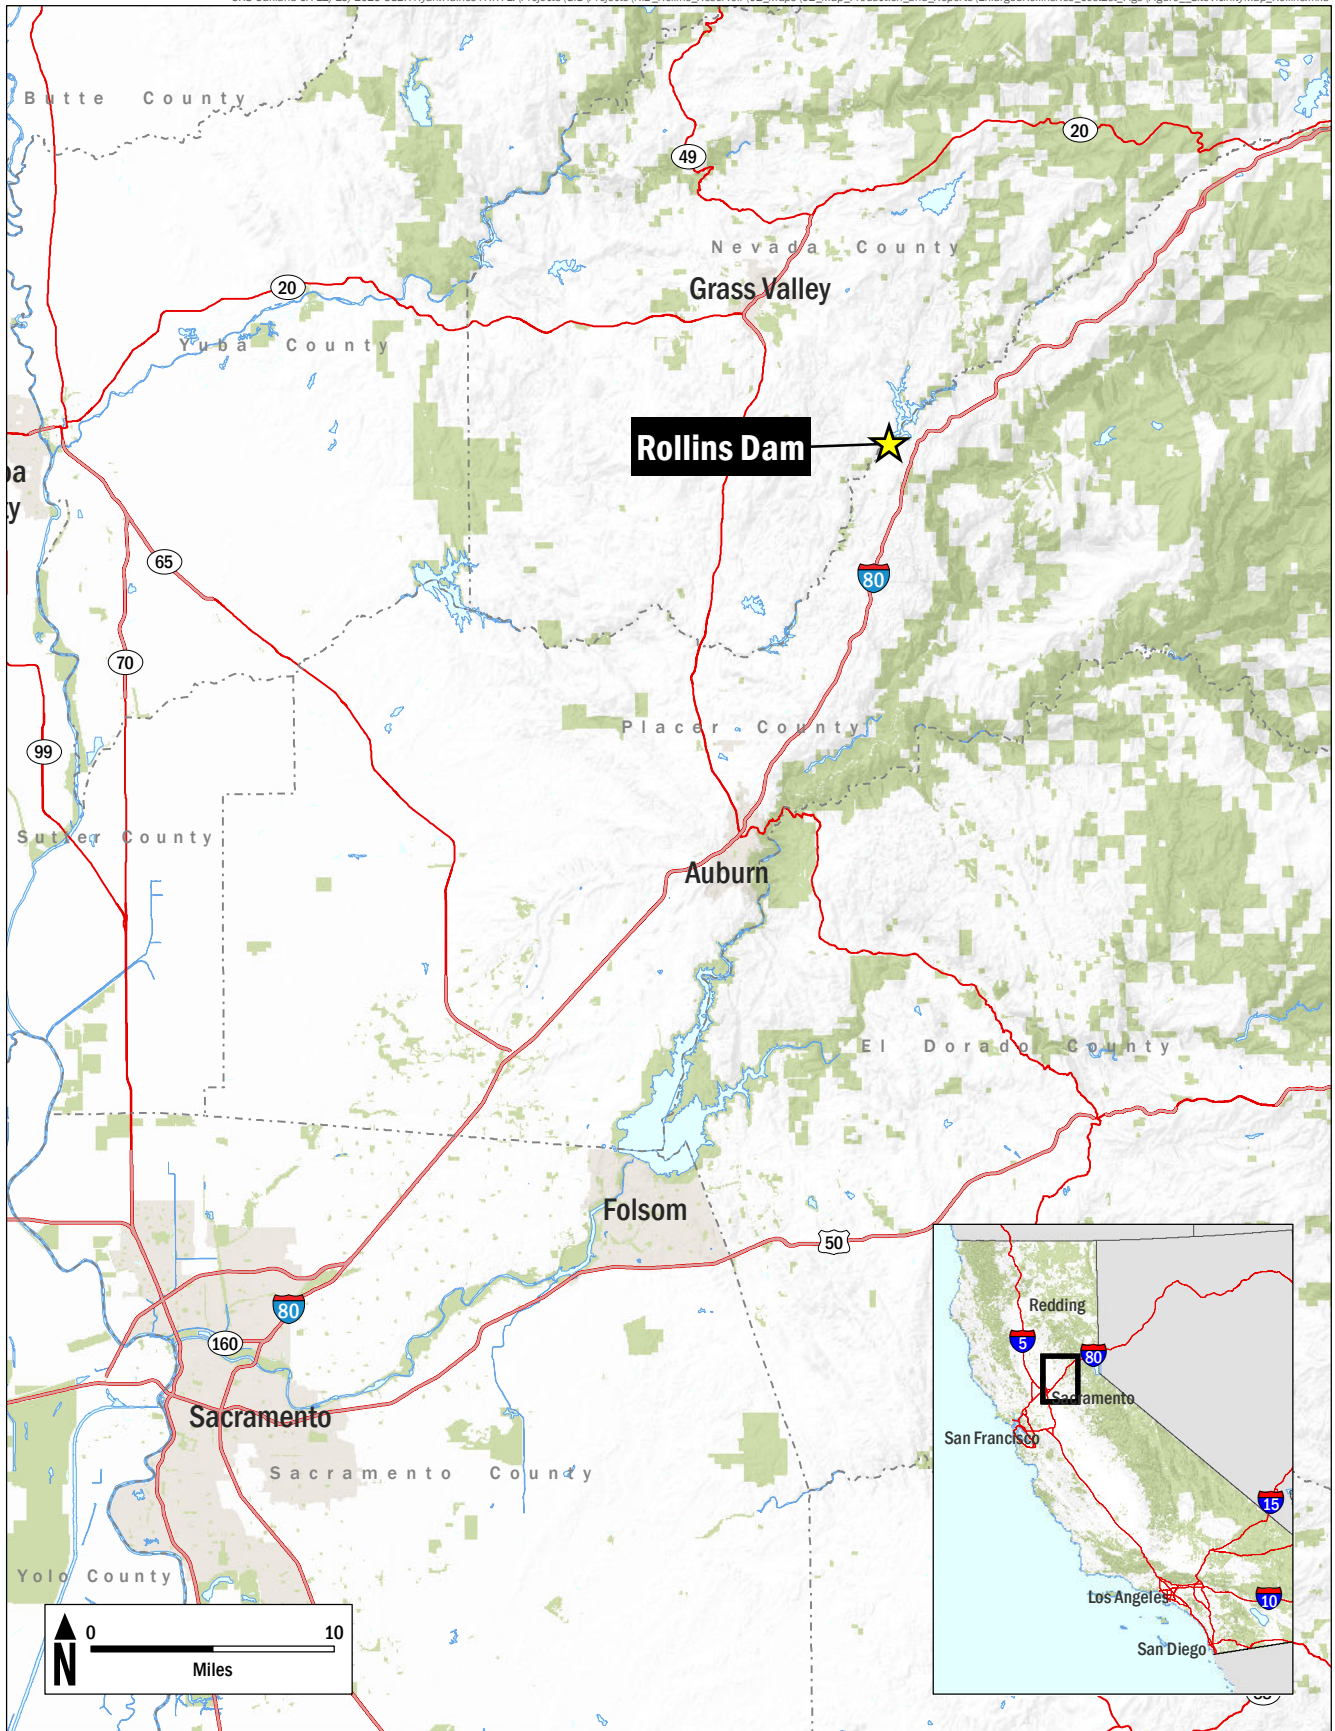 Butte County
49
20
Nevada County
Grass Valley
20
Yuba County
Rollins Dam
ba
ty
65
80
70
Placer County
99
Sutter County
Auburn
El Dorado County
Folsom
50
80
160
Sacramento
Sacramento County
Yolo County
0 10
Miles
N
Redding
5
80
Sacramento
San Francisco
15
Los Angeles
10
San Diego